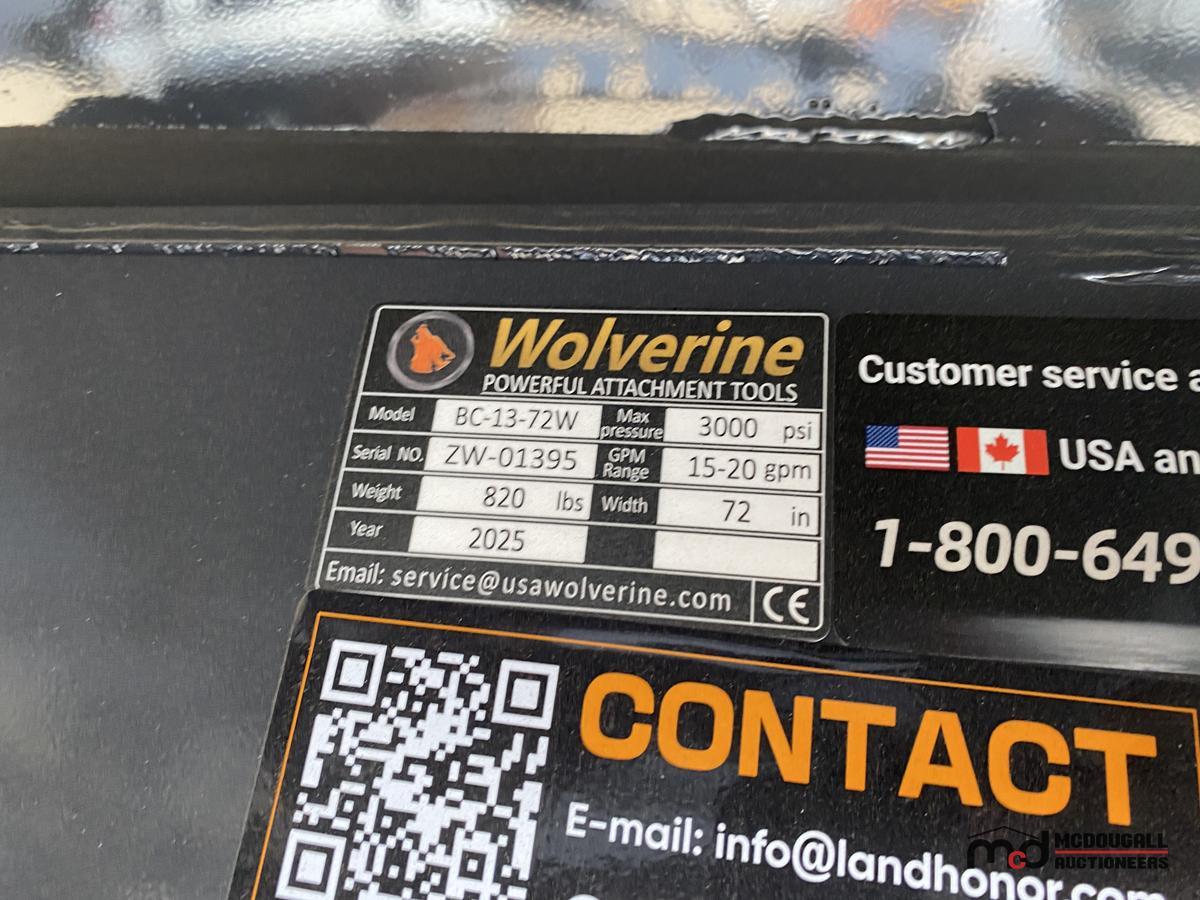 Wolverine
POWERFUL ATTACHMENT TOOLS
Model BC-13-72W Max pressure 3000 psi
Serial NO. ZW-01395 GPM Range 15-20 gpm
Weight 820 lbs Width 72 in
Year 2025
Email: service@usawolverine.com CE
Customer service
USA
1-800-649
CONTACT
E-mail: info@landhonor.com
mcd MCDOUGALL
AUCTIONEERS